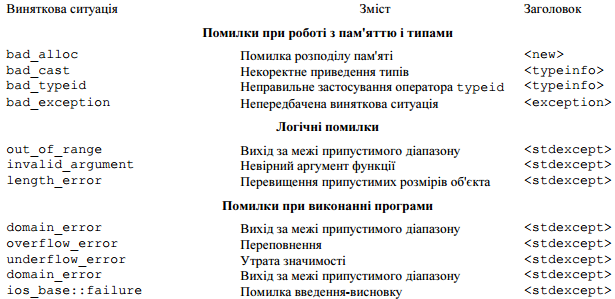 Виняткова ситуація Зміст Заголовок
Помилки при роботі з пам'яттю і типами
bad_alloc Помилка розподілу пам'яті <new>
bad_cast Некоректне приведення типів <typeinfo>
bad_typeid Неправильне застосування оператора typeid <typeinfo>
bad_exception Непередбачена виняткова ситуація <exception>
Логічні помилки
out_of_range Вихід за межі припустимого діапазону <stdexcept>
invalid_argument Невірний аргумент функції <stdexcept>
length_error Перевищення припустимих розмірів об'єкта <stdexcept>
Помилки при виконанні програми
domain_error Вихід за межі припустимого діапазону <stdexcept>
overflow_error Переповнення <stdexcept>
underflow_error Утрата значимості <stdexcept>
domain_error Вихід за межі припустимого діапазону <stdexcept>
ios_base::failure Помилка введення-висновку <stdexcept>